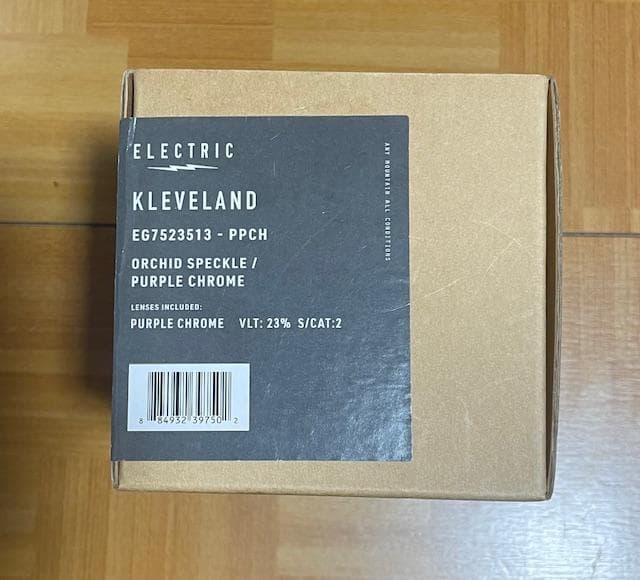 ELECTRIC
KLEVELAND
EG7523513 - PPCH
ORCHID SPECKLE /
PURPLE CHROME
LENSES INCLUDED:
PURPLE CHROME VLT: 23% S/CAT:2
8 84932 39750 2
ANY MOUNTAIN ALL CONDITIONS